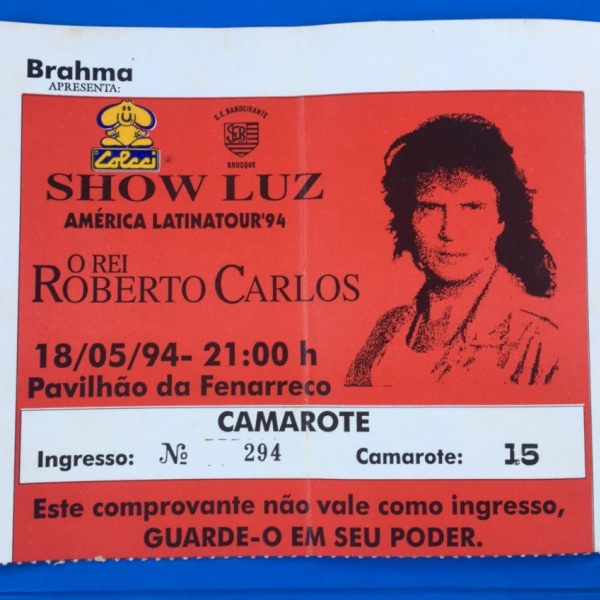 Brahma
APRESENTA:
Colcci
S.E. BANDEIRANTE
SEB
BRUSQUE
SHOW LUZ
AMÉRICA LATINATOUR'94
O REI
ROBERTO CARLOS
18/05/94- 21:00 h
Pavilhão da Fenarreco
CAMAROTE
Ingresso: Nº 294 Camarote: 15
Este comprovante não vale como ingresso,
GUARDE-O EM SEU PODER.